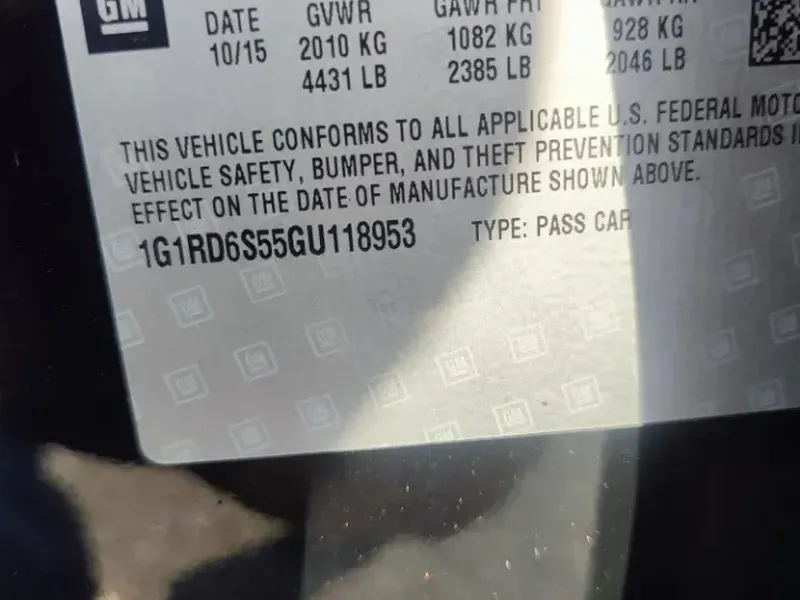 GM
DATE GVWR GAWR FRT GAWR RR
10/15 2010 KG 1082 KG 928 KG
4431 LB 2385 LB 2046 LB
THIS VEHICLE CONFORMS TO ALL APPLICABLE U.S. FEDERAL MOTO
VEHICLE SAFETY, BUMPER, AND THEFT PREVENTION STANDARDS I
EFFECT ON THE DATE OF MANUFACTURE SHOWN ABOVE.
1G1RD6S55GU118953 TYPE: PASS CAR